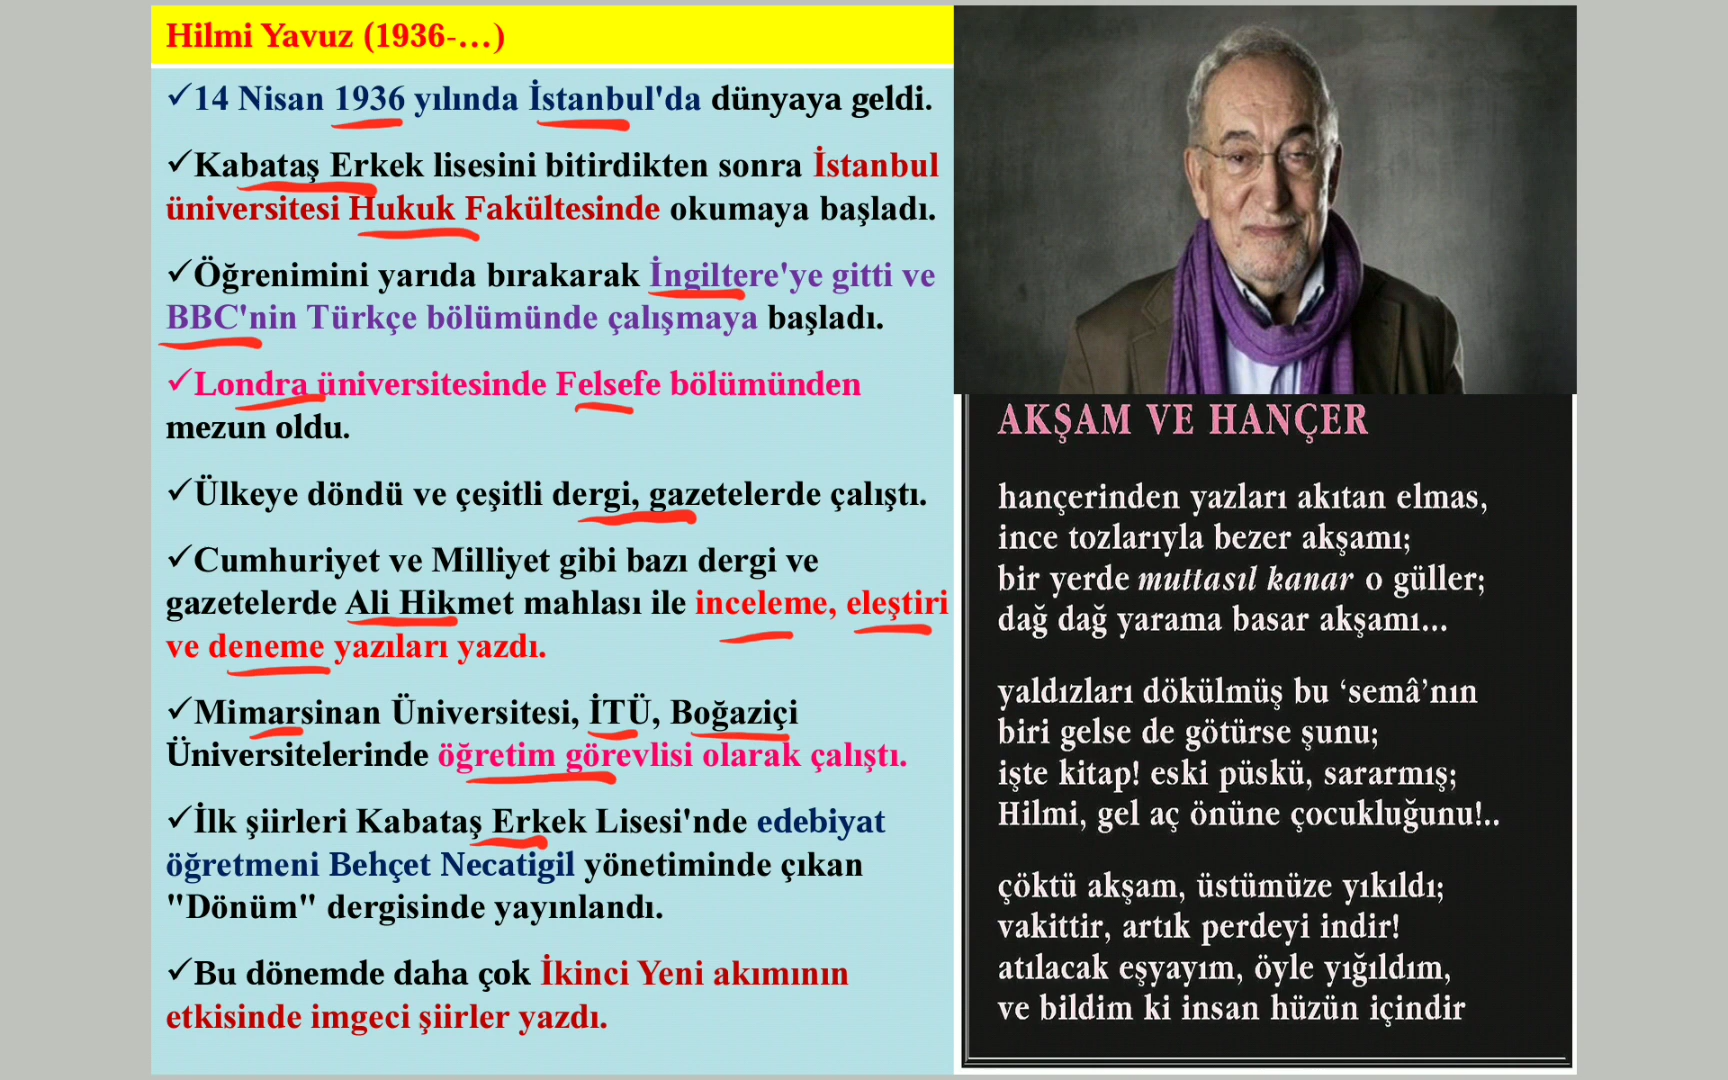 Hilmi Yavuz (1936-…)
✓14 Nisan 1936 yılında İstanbul'da dünyaya geldi.
✓Kabataş Erkek lisesini bitirdikten sonra İstanbul
üniversitesi Hukuk Fakültesinde okumaya başladı.
✓Öğrenimini yarıda bırakarak İngiltere'ye gitti ve
BBC'nin Türkçe bölümünde çalışmaya başladı.
✓Londra üniversitesinde Felsefe bölümünden
mezun oldu.
✓Ülkeye döndü ve çeşitli dergi, gazetelerde çalıştı.
✓Cumhuriyet ve Milliyet gibi bazı dergi ve
gazetelerde Ali Hikmet mahlası ile inceleme, eleştiri
ve deneme yazıları yazdı.
✓Mimarsinan Üniversitesi, İTÜ, Boğaziçi
Üniversitelerinde öğretim görevlisi olarak çalıştı.
✓İlk şiirleri Kabataş Erkek Lisesi'nde edebiyat
öğretmeni Behçet Necatigil yönetiminde çıkan
"Dönüm" dergisinde yayınlandı.
✓Bu dönemde daha çok İkinci Yeni akımının
etkisinde imgeci şiirler yazdı.
AKŞAM VE HANÇER
hançerinden yazları akıtan elmas,
ince tozlarıyla bezer akşamı;
bir yerde muttasıl kanar o güller;
dağ dağ yarama basar akşamı...
yaldızları dökülmüş bu ‘semâ’nın
biri gelse de götürse şunu;
işte kitap! eski püskü, sararmış;
Hilmi, gel aç önüne çocukluğunu!..
çöktü akşam, üstümüze yıkıldı;
vakittir, artık perdeyi indir!
atılacak eşyayım, öyle yığıldım,
ve bildim ki insan hüzün içindir